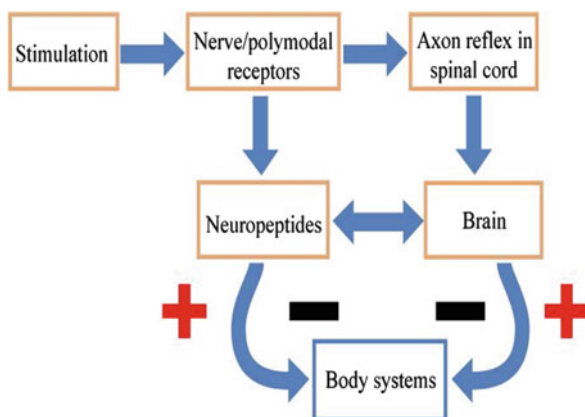 Stimulation
Nerve/polymodal
receptors
Axon reflex in
spinal cord
Neuropeptides
Brain
Body systems